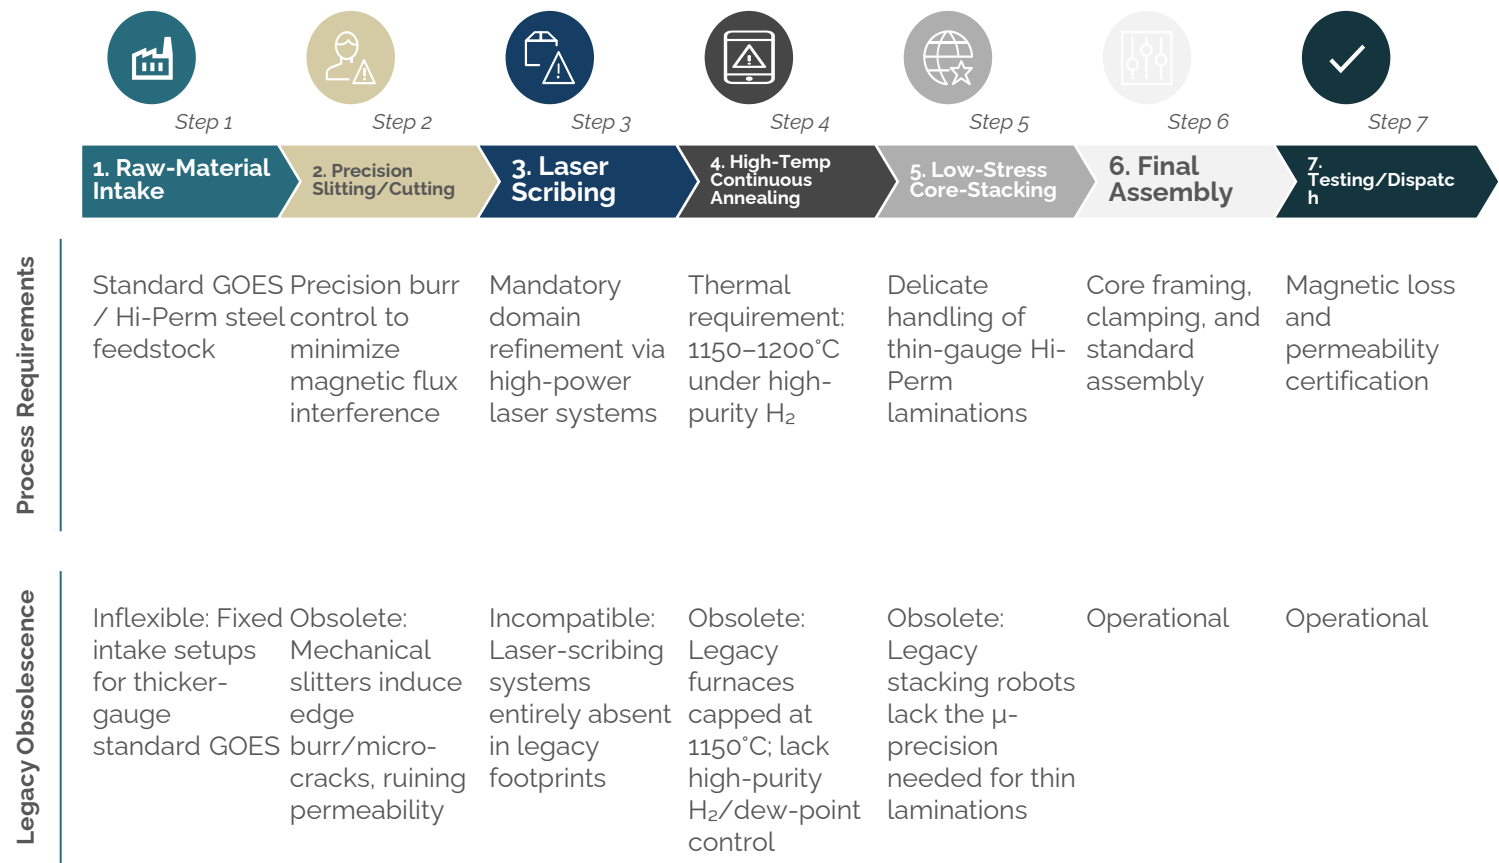 Step 1
Step 2
Step 3
Step 4
Step 5
Step 6
Step 7
1. Raw-Material
Intake
2. Precision
Slitting/Cutting
3. Laser
Scribing
4. High-Temp
Continuous
Annealing
5. Low-Stress
Core-Stacking
6. Final
Assembly
7.
Testing/Dispatc
h
Process Requirements
Standard GOES
/ Hi-Perm steel
feedstock
Precision burr
control to
minimize
magnetic flux
interference
Mandatory
domain
refinement via
high-power
laser systems
Thermal
requirement:
1150–1200°C
under high-
purity H₂
Delicate
handling of
thin-gauge Hi-
Perm
laminations
Core framing,
clamping, and
standard
assembly
Magnetic loss
and
permeability
certification
Legacy Obsolescence
Inflexible: Fixed
intake setups
for thicker-
gauge
standard GOES
Obsolete:
Mechanical
slitters induce
edge
burr/micro-
cracks, ruining
permeability
Incompatible:
Laser-scribing
systems
entirely absent
in legacy
footprints
Obsolete:
Legacy
furnaces
capped at
1150°C; lack
high-purity
H₂/dew-point
control
Obsolete:
Legacy
stacking robots
lack the µ-
precision
needed for thin
laminations
Operational
Operational